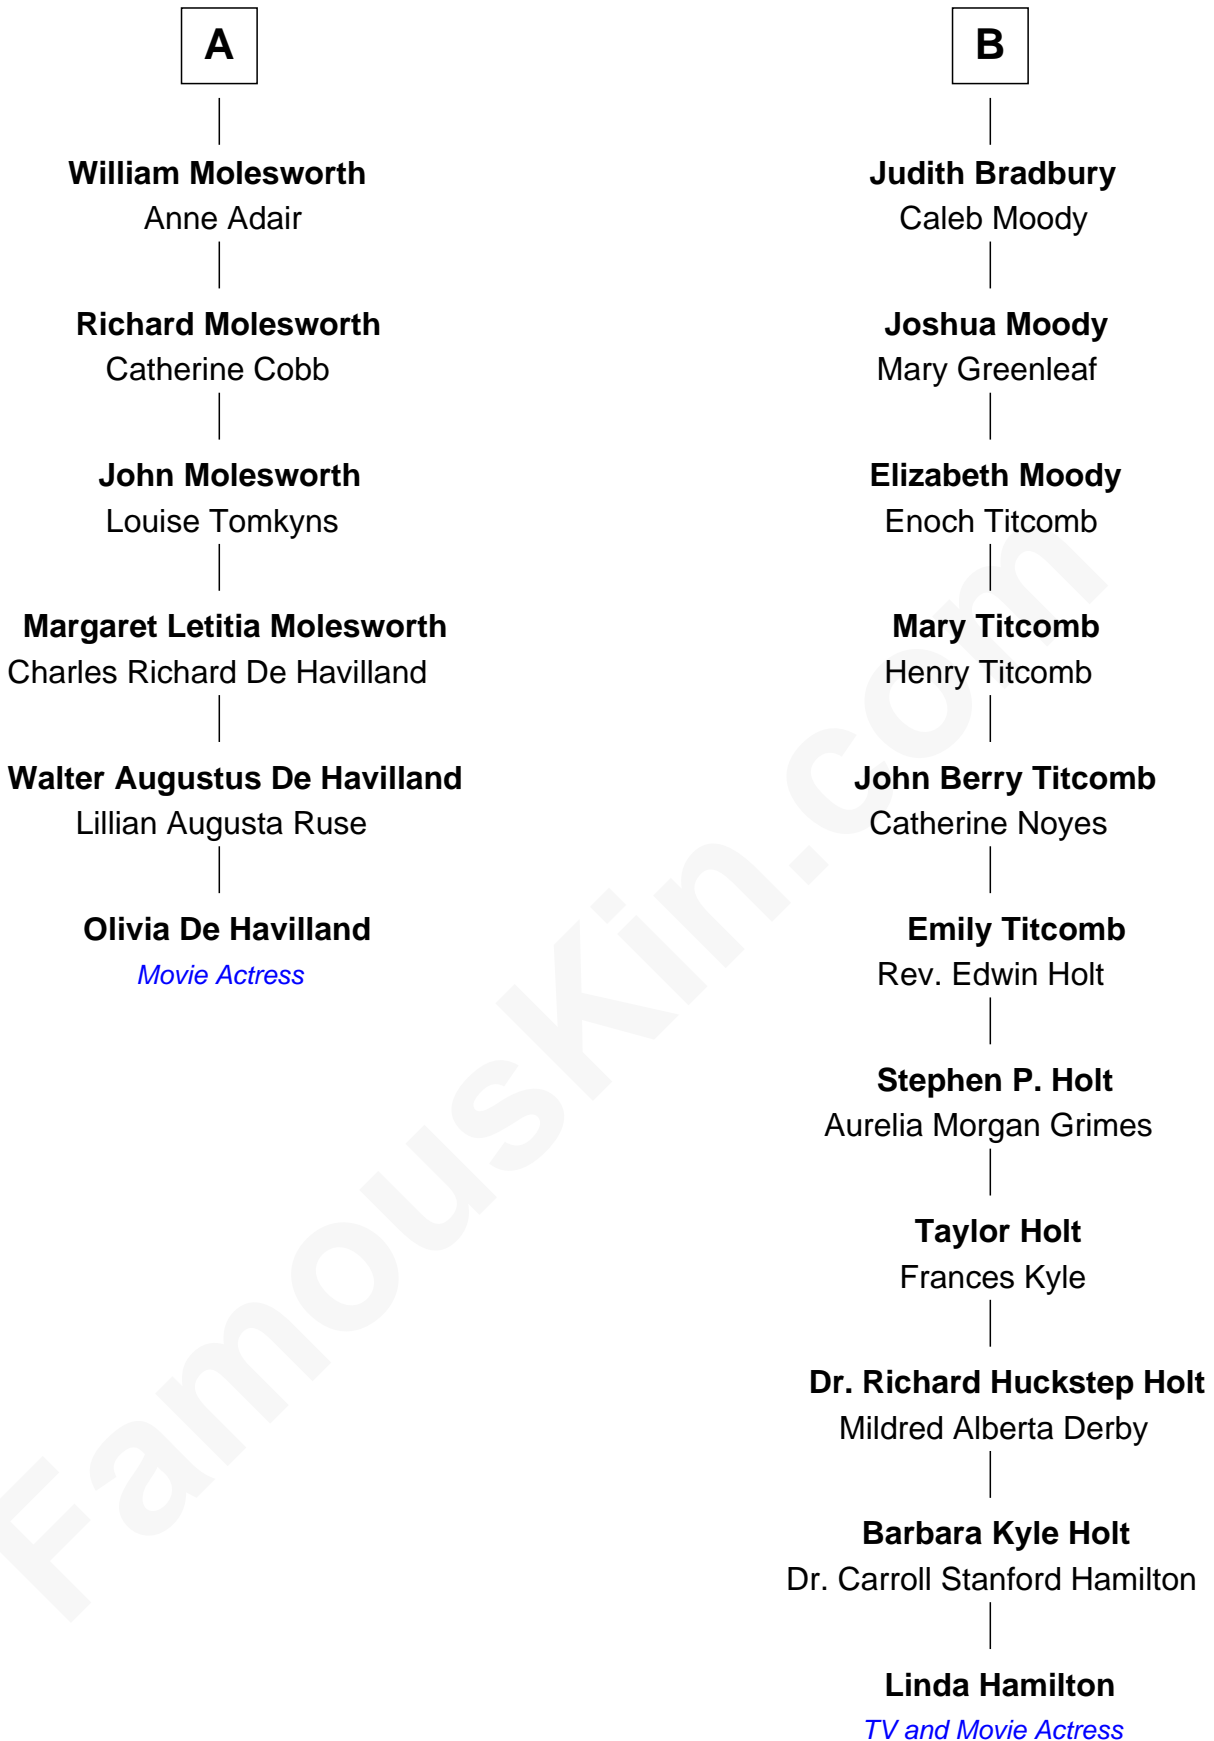 A
William Molesworth
Anne Adair
Richard Molesworth
Catherine Cobb
John Molesworth
Louise Tomkyns
Margaret Letitia Molesworth
Charles Richard De Havilland
Walter Augustus De Havilland
Lillian Augusta Ruse
Olivia De Havilland
Movie Actress
B
Judith Bradbury
Caleb Moody
Joshua Moody
Mary Greenleaf
Elizabeth Moody
Enoch Titcomb
Mary Titcomb
Henry Titcomb
John Berry Titcomb
Catherine Noyes
Emily Titcomb
Rev. Edwin Holt
Stephen P. Holt
Aurelia Morgan Grimes
Taylor Holt
Frances Kyle
Dr. Richard Huckstep Holt
Mildred Alberta Derby
Barbara Kyle Holt
Dr. Carroll Stanford Hamilton
Linda Hamilton
TV and Movie Actress
FamousKin.com